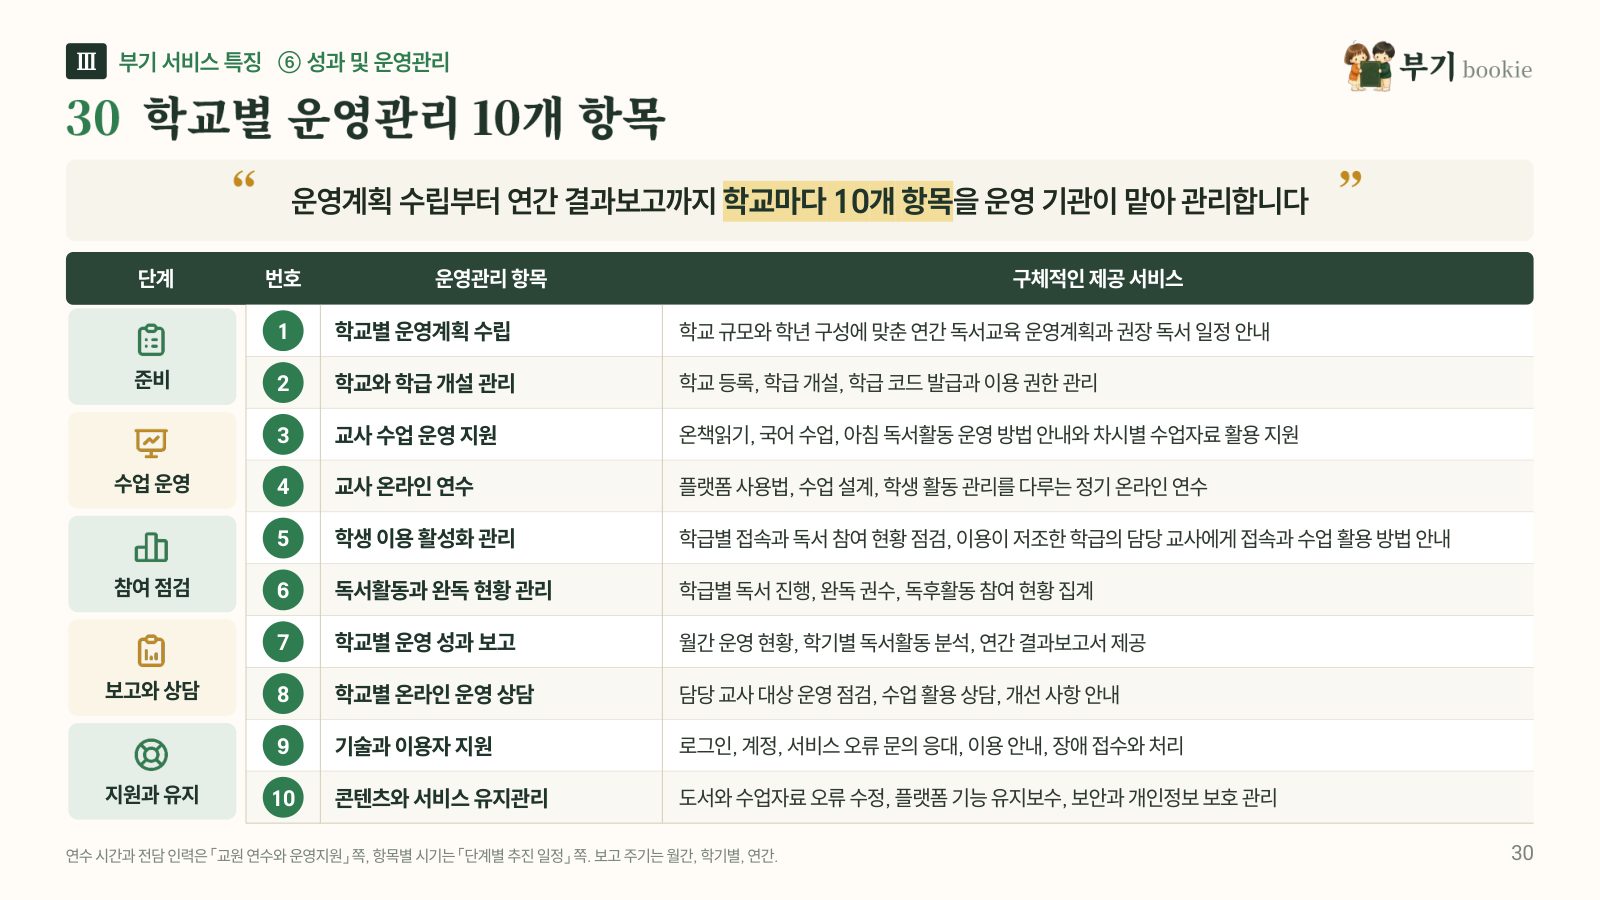 Ⅲ 부기 서비스 특징 ⑥ 성과 및 운영관리
부기 bookie
30 학교별 운영관리 10개 항목
“ 운영계획 수립부터 연간 결과보고까지 학교마다 10개 항목을 운영 기관이 맡아 관리합니다 ”
단계 번호 운영관리 항목 구체적인 제공 서비스
준비
1 학교별 운영계획 수립 학교 규모와 학년 구성에 맞춘 연간 독서교육 운영계획과 권장 독서 일정 안내
2 학교와 학급 개설 관리 학교 등록, 학급 개설, 학급 코드 발급과 이용 권한 관리
수업 운영
3 교사 수업 운영 지원 온책읽기, 국어 수업, 아침 독서활동 운영 방법 안내와 차시별 수업자료 활용 지원
4 교사 온라인 연수 플랫폼 사용법, 수업 설계, 학생 활동 관리를 다루는 정기 온라인 연수
참여 점검
5 학생 이용 활성화 관리 학급별 접속과 독서 참여 현황 점검, 이용이 저조한 학급의 담당 교사에게 접속과 수업 활용 방법 안내
6 독서활동과 완독 현황 관리 학급별 독서 진행, 완독 권수, 독후활동 참여 현황 집계
보고와 상담
7 학교별 운영 성과 보고 월간 운영 현황, 학기별 독서활동 분석, 연간 결과보고서 제공
8 학교별 온라인 운영 상담 담당 교사 대상 운영 점검, 수업 활용 상담, 개선 사항 안내
지원과 유지
9 기술과 이용자 지원 로그인, 계정, 서비스 오류 문의 응대, 이용 안내, 장애 접수와 처리
10 콘텐츠와 서비스 유지관리 도서와 수업자료 오류 수정, 플랫폼 기능 유지보수, 보안과 개인정보 보호 관리
연수 시간과 전담 인력은 「교원 연수와 운영지원」 쪽, 항목별 시기는 「단계별 추진 일정」 쪽. 보고 주기는 월간, 학기별, 연간.
30